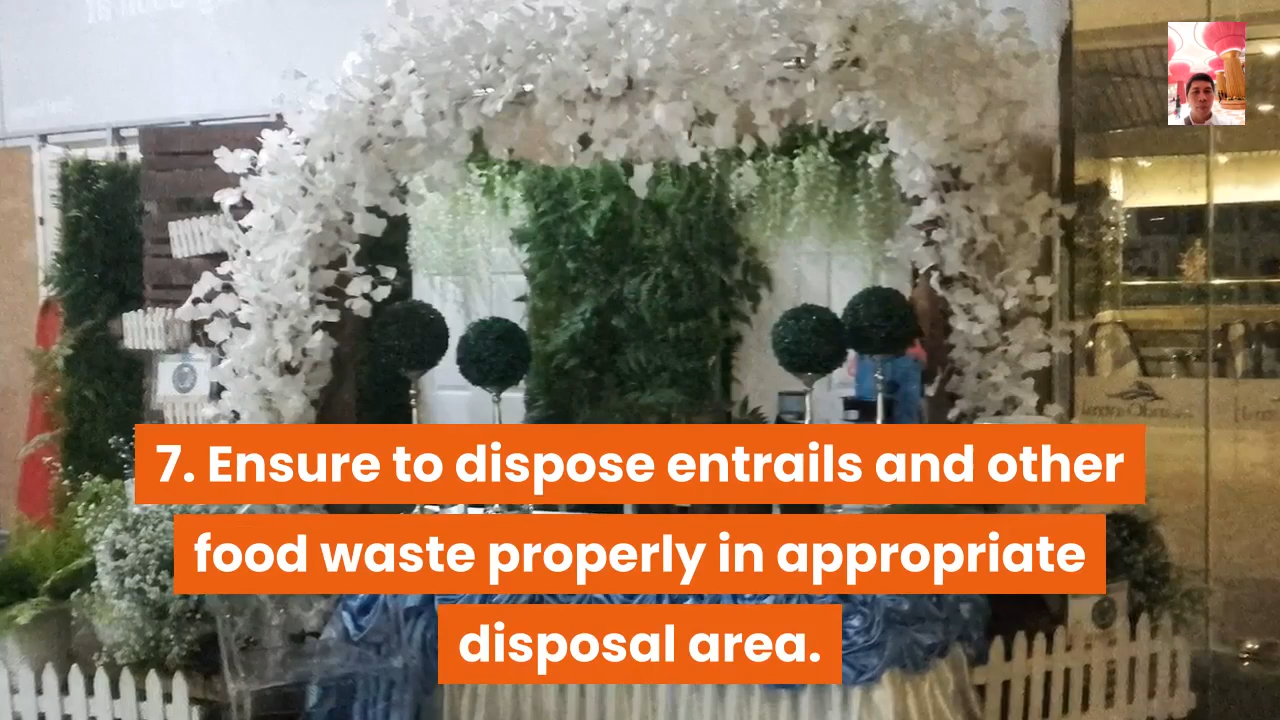 7. Ensure to dispose entrails and other
food waste properly in appropriate
disposal area.